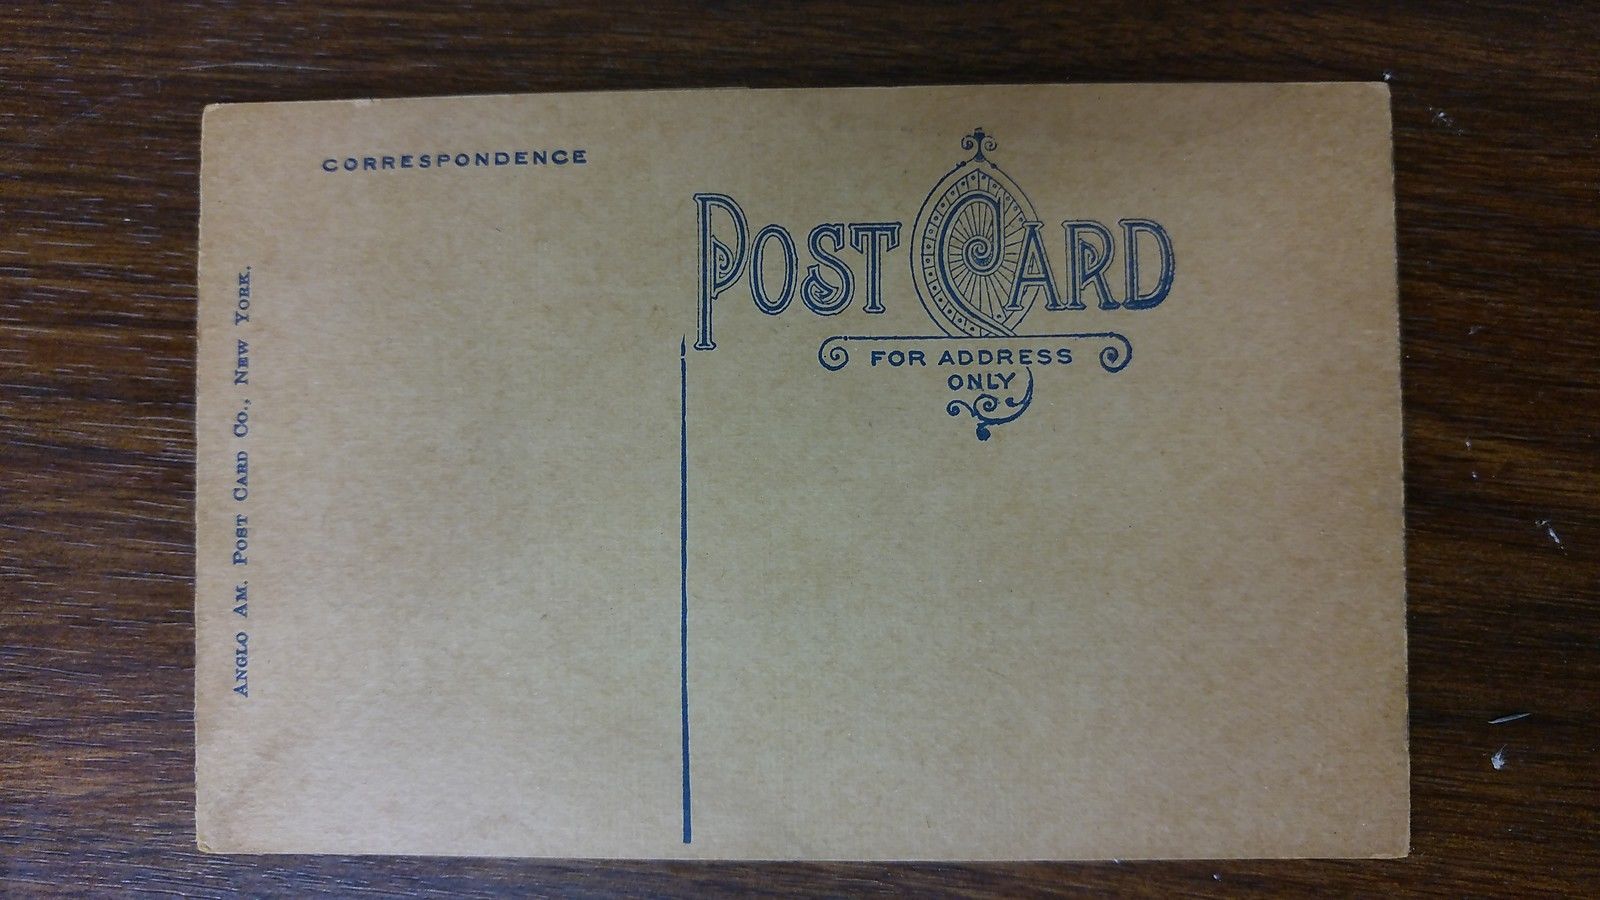 CORRESPONDENCE
POST CARD
FOR ADDRESS
ONLY
ANGLO AM. POST CARD CO., NEW YORK.